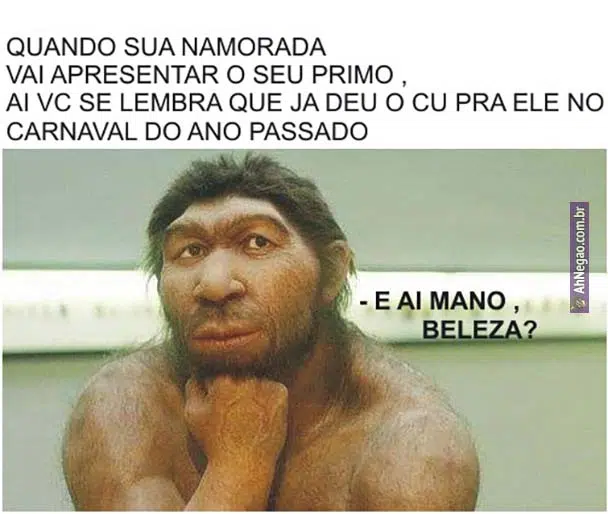 QUANDO SUA NAMORADA
VAI APRESENTAR O SEU PRIMO ,
AI VC SE LEMBRA QUE JA DEU O CU PRA ELE NO
CARNAVAL DO ANO PASSADO
- E AI MANO ,
BELEZA?
AhNegao.com.br